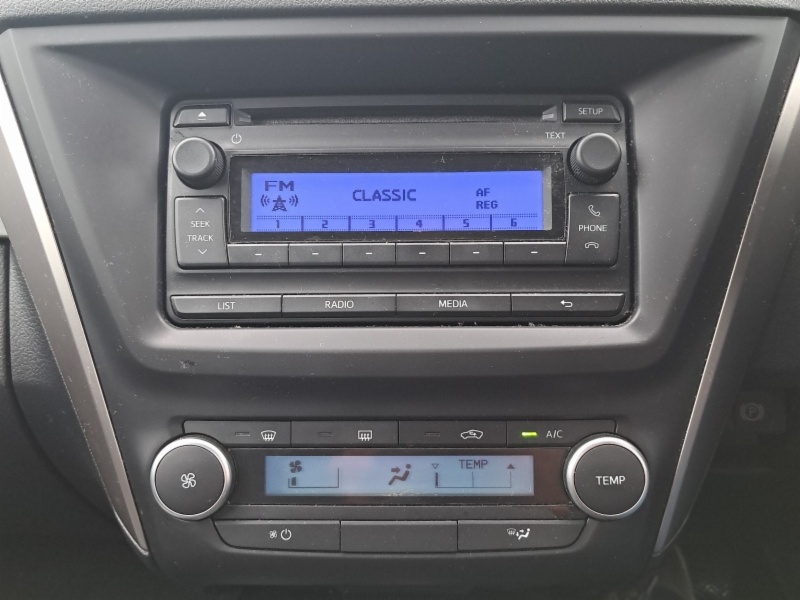 SETUP
TEXT
FM CLASSIC AF
REG
1 2 3 4 5 6
SEEK
TRACK
PHONE
LIST RADIO MEDIA
A/C
TEMP
TEMP
P